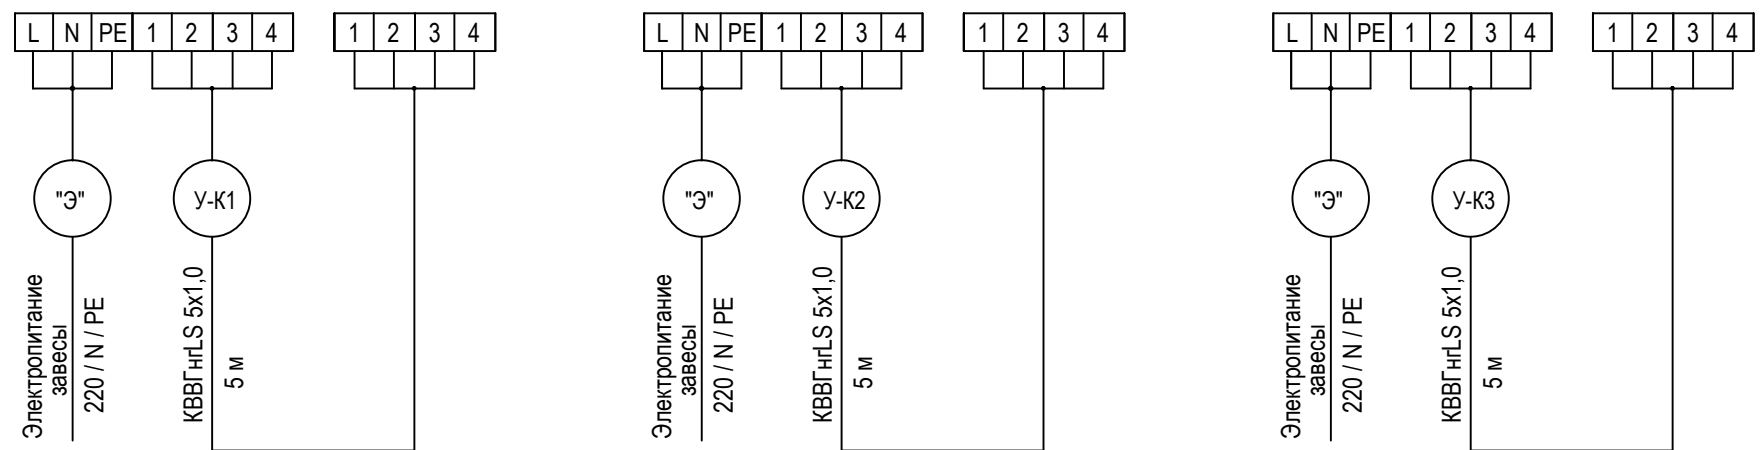 L N PE 1 2 3 4 1 2 3 4
"Э" У-К1
Электропитание
завесы
220 / N / PE
КВВГнгLS 5х1,0
5 м
L N PE 1 2 3 4 1 2 3 4
"Э" У-К2
Электропитание
завесы
220 / N / PE
КВВГнгLS 5х1,0
5 м
L N PE 1 2 3 4 1 2 3 4
"Э" У-К3
Электропитание
завесы
220 / N / PE
КВВГнгLS 5х1,0
5 м